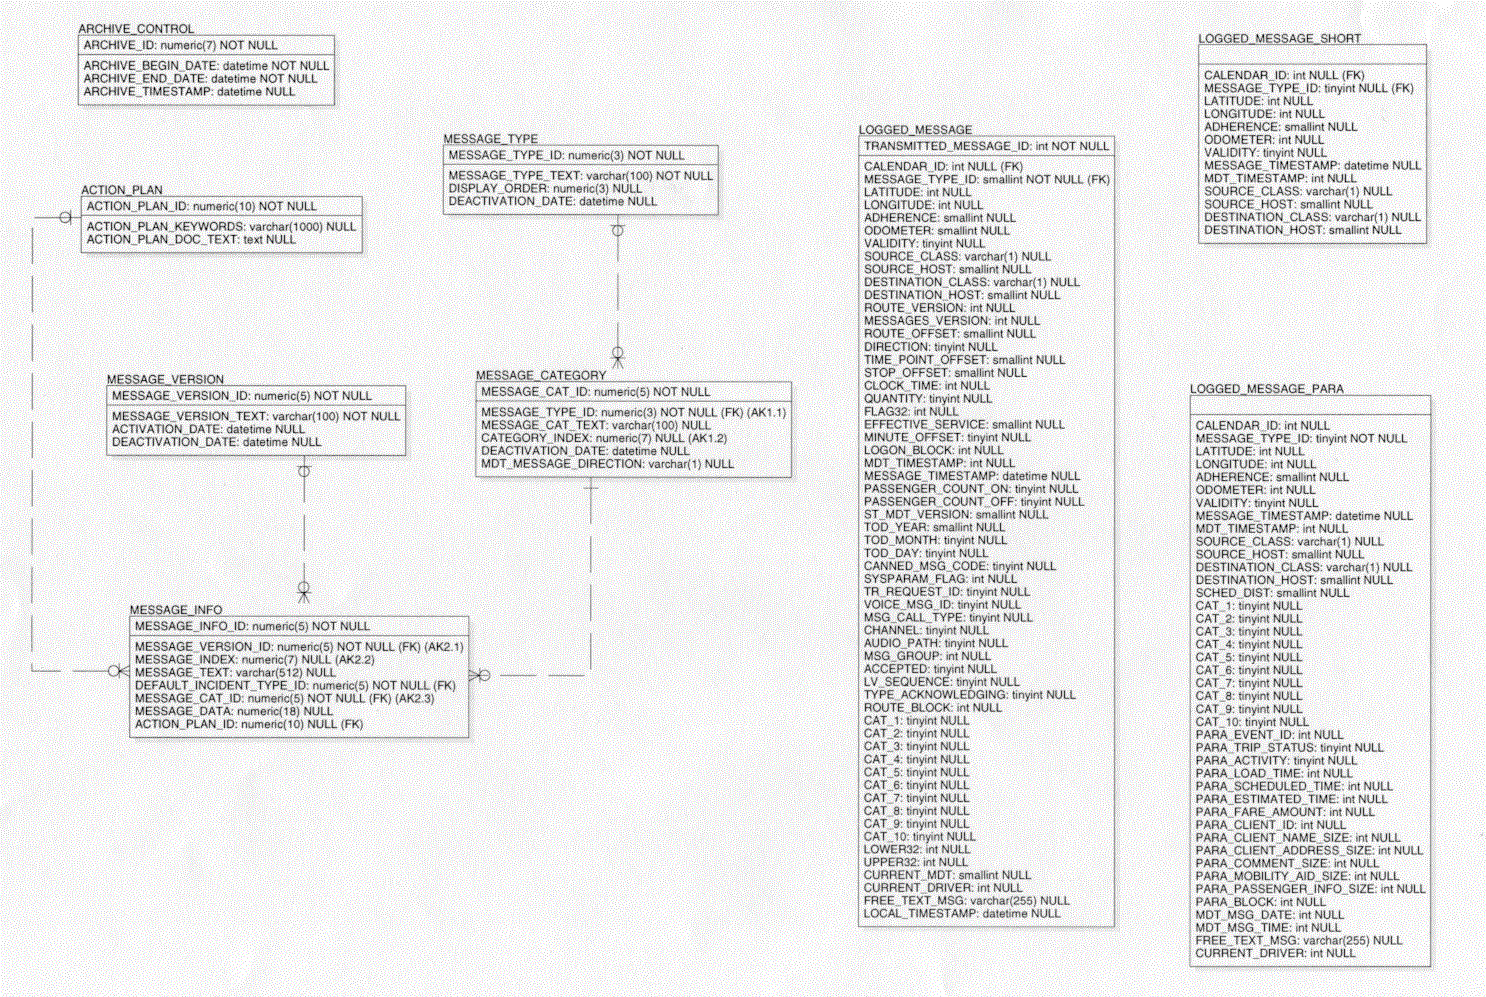 ARCHIVE_CONTROL
ARCHIVE_ID: numeric(7) NOT NULL
ARCHIVE_BEGIN_DATE: datetime NOT NULL
ARCHIVE_END_DATE: datetime NOT NULL
ARCHIVE_TIMESTAMP: datetime NULL
ACTION_PLAN
ACTION_PLAN_ID: numeric(10) NOT NULL
ACTION_PLAN_KEYWORDS: varchar(1000) NULL
ACTION_PLAN_DOC_TEXT: text NULL
MESSAGE_TYPE
MESSAGE_TYPE_ID: numeric(3) NOT NULL
MESSAGE_TYPE_TEXT: varchar(100) NOT NULL
DISPLAY_ORDER: numeric(3) NULL
DEACTIVATION_DATE: datetime NULL
MESSAGE_VERSION
MESSAGE_VERSION_ID: numeric(5) NOT NULL
MESSAGE_VERSION_TEXT: varchar(100) NOT NULL
ACTIVATION_DATE: datetime NULL
DEACTIVATION_DATE: datetime NULL
MESSAGE_CATEGORY
MESSAGE_CAT_ID: numeric(5) NOT NULL
MESSAGE_TYPE_ID: numeric(3) NOT NULL (FK) (AK1.1)
MESSAGE_CAT_TEXT: varchar(100) NULL
CATEGORY_INDEX: numeric(7) NULL (AK1.2)
DEACTIVATION_DATE: datetime NULL
MDT_MESSAGE_DIRECTION: varchar(1) NULL
MESSAGE_INFO
MESSAGE_INFO_ID: numeric(5) NOT NULL
MESSAGE_VERSION_ID: numeric(5) NOT NULL (FK) (AK2.1)
MESSAGE_INDEX: numeric(7) NULL (AK2.2)
MESSAGE_TEXT: varchar(512) NULL
DEFAULT_INCIDENT_TYPE_ID: numeric(5) NOT NULL (FK)
MESSAGE_CAT_ID: numeric(5) NOT NULL (FK) (AK2.3)
MESSAGE_DATA: numeric(18) NULL
ACTION_PLAN_ID: numeric(10) NULL (FK)
LOGGED_MESSAGE
TRANSMITTED_MESSAGE_ID: int NOT NULL
CALENDAR_ID: int NULL (FK)
MESSAGE_TYPE_ID: smallint NOT NULL (FK)
LATITUDE: int NULL
LONGITUDE: int NULL
ADHERENCE: smallint NULL
ODOMETER: smallint NULL
VALIDITY: tinyint NULL
SOURCE_CLASS: varchar(1) NULL
SOURCE_HOST: smallint NULL
DESTINATION_CLASS: varchar(1) NULL
DESTINATION_HOST: smallint NULL
ROUTE_VERSION: int NULL
MESSAGES_VERSION: int NULL
ROUTE_OFFSET: smallint NULL
DIRECTION: tinyint NULL
TIME_POINT_OFFSET: smallint NULL
STOP_OFFSET: smallint NULL
CLOCK_TIME: int NULL
QUANTITY: tinyint NULL
FLAG32: int NULL
EFFECTIVE_SERVICE: smallint NULL
MINUTE_OFFSET: tinyint NULL
LOGON_BLOCK: int NULL
MDT_TIMESTAMP: int NULL
MESSAGE_TIMESTAMP: datetime NULL
PASSENGER_COUNT_ON: tinyint NULL
PASSENGER_COUNT_OFF: tinyint NULL
ST_MDT_VERSION: smallint NULL
TOD_YEAR: smallint NULL
TOD_MONTH: tinyint NULL
TOD_DAY: tinyint NULL
CANNED_MSG_CODE: tinyint NULL
SYSPARAM_FLAG: int NULL
TR_REQUEST_ID: tinyint NULL
VOICE_MSG_ID: tinyint NULL
MSG_CALL_TYPE: tinyint NULL
CHANNEL: tinyint NULL
AUDIO_PATH: tinyint NULL
MSG_GROUP: int NULL
ACCEPTED: tinyint NULL
LV_SEQUENCE: tinyint NULL
TYPE_ACKNOWLEDGING: tinyint NULL
ROUTE_BLOCK: int NULL
CAT_1: tinyint NULL
CAT_2: tinyint NULL
CAT_3: tinyint NULL
CAT_4: tinyint NULL
CAT_5: tinyint NULL
CAT_6: tinyint NULL
CAT_7: tinyint NULL
CAT_8: tinyint NULL
CAT_9: tinyint NULL
CAT_10: tinyint NULL
LOWER32: int NULL
UPPER32: int NULL
CURRENT_MDT: smallint NULL
CURRENT_DRIVER: int NULL
FREE_TEXT_MSG: varchar(255) NULL
LOCAL_TIMESTAMP: datetime NULL
LOGGED_MESSAGE_SHORT
CALENDAR_ID: int NULL (FK)
MESSAGE_TYPE_ID: tinyint NULL (FK)
LATITUDE: int NULL
LONGITUDE: int NULL
ADHERENCE: smallint NULL
ODOMETER: int NULL
VALIDITY: tinyint NULL
MESSAGE_TIMESTAMP: datetime NULL
MDT_TIMESTAMP: int NULL
SOURCE_CLASS: varchar(1) NULL
SOURCE_HOST: smallint NULL
DESTINATION_CLASS: varchar(1) NULL
DESTINATION_HOST: smallint NULL
LOGGED_MESSAGE_PARA
CALENDAR_ID: int NULL
MESSAGE_TYPE_ID: tinyint NOT NULL
LATITUDE: int NULL
LONGITUDE: int NULL
ADHERENCE: smallint NULL
ODOMETER: int NULL
VALIDITY: tinyint NULL
MESSAGE_TIMESTAMP: datetime NULL
MDT_TIMESTAMP: int NULL
SOURCE_CLASS: varchar(1) NULL
SOURCE_HOST: smallint NULL
DESTINATION_CLASS: varchar(1) NULL
DESTINATION_HOST: smallint NULL
SCHED_DIST: smallint NULL
CAT_1: tinyint NULL
CAT_2: tinyint NULL
CAT_3: tinyint NULL
CAT_4: tinyint NULL
CAT_5: tinyint NULL
CAT_6: tinyint NULL
CAT_7: tinyint NULL
CAT_8: tinyint NULL
CAT_9: tinyint NULL
CAT_10: tinyint NULL
PARA_EVENT_ID: int NULL
PARA_TRIP_STATUS: tinyint NULL
PARA_ACTIVITY: tinyint NULL
PARA_LOAD_TIME: int NULL
PARA_SCHEDULED_TIME: int NULL
PARA_ESTIMATED_TIME: int NULL
PARA_FARE_AMOUNT: int NULL
PARA_CLIENT_ID: int NULL
PARA_CLIENT_NAME_SIZE: int NULL
PARA_CLIENT_ADDRESS_SIZE: int NULL
PARA_COMMENT_SIZE: int NULL
PARA_MOBILITY_AID_SIZE: int NULL
PARA_PASSENGER_INFO_SIZE: int NULL
PARA_BLOCK: int NULL
MDT_MSG_DATE: int NULL
MDT_MSG_TIME: int NULL
FREE_TEXT_MSG: varchar(255) NULL
CURRENT_DRIVER: int NULL